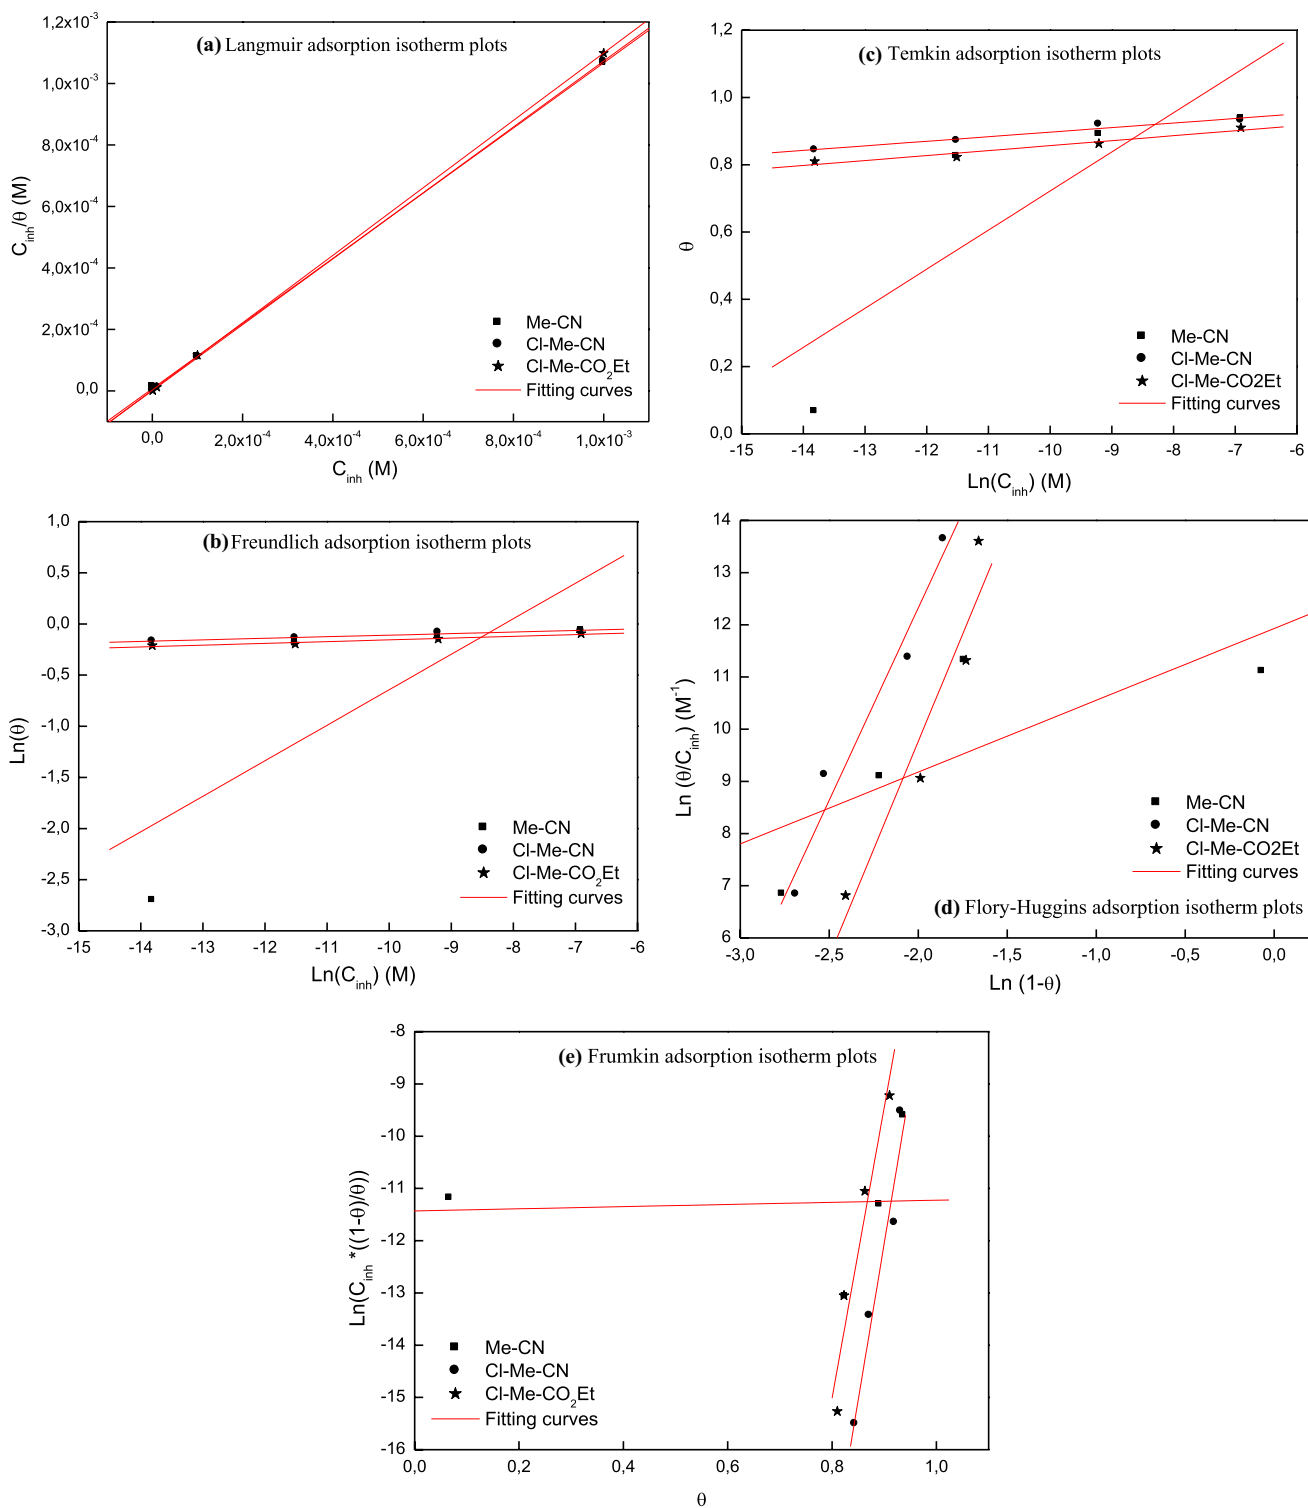 (a) Langmuir adsorption isotherm plots
1,2x10-3
1,0x10-3
8,0x10-4
6,0x10-4
4,0x10-4
2,0x10-4
0,0
Cinh/θ (M)
Me-CN
Cl-Me-CN
Cl-Me-CO2Et
Fitting curves
0,0 2,0x10-4 4,0x10-4 6,0x10-4 8,0x10-4 1,0x10-3
Cinh (M)
(c) Temkin adsorption isotherm plots
1,2
1,0
0,8
0,6
0,4
0,2
0,0
θ
Me-CN
Cl-Me-CN
Cl-Me-CO2Et
Fitting curves
-15 -14 -13 -12 -11 -10 -9 -8 -7 -6
Ln(Cinh) (M)
(b) Freundlich adsorption isotherm plots
1,0
0,5
0,0
-0,5
-1,0
-1,5
-2,0
-2,5
-3,0
Ln(θ)
Me-CN
Cl-Me-CN
Cl-Me-CO2Et
Fitting curves
-15 -14 -13 -12 -11 -10 -9 -8 -7 -6
Ln(Cinh) (M)
14
13
12
11
10
9
8
7
6
Ln (θ/Cinh) (M-1)
Me-CN
Cl-Me-CN
Cl-Me-CO2Et
Fitting curves
(d) Flory-Huggins adsorption isotherm plots
-3,0 -2,5 -2,0 -1,5 -1,0 -0,5 0,0
Ln (1-θ)
(e) Frumkin adsorption isotherm plots
-8
-9
-10
-11
-12
-13
-14
-15
-16
Ln(Cinh *((1-θ)/θ))
Me-CN
Cl-Me-CN
Cl-Me-CO2Et
Fitting curves
0,0 0,2 0,4 0,6 0,8 1,0
θ